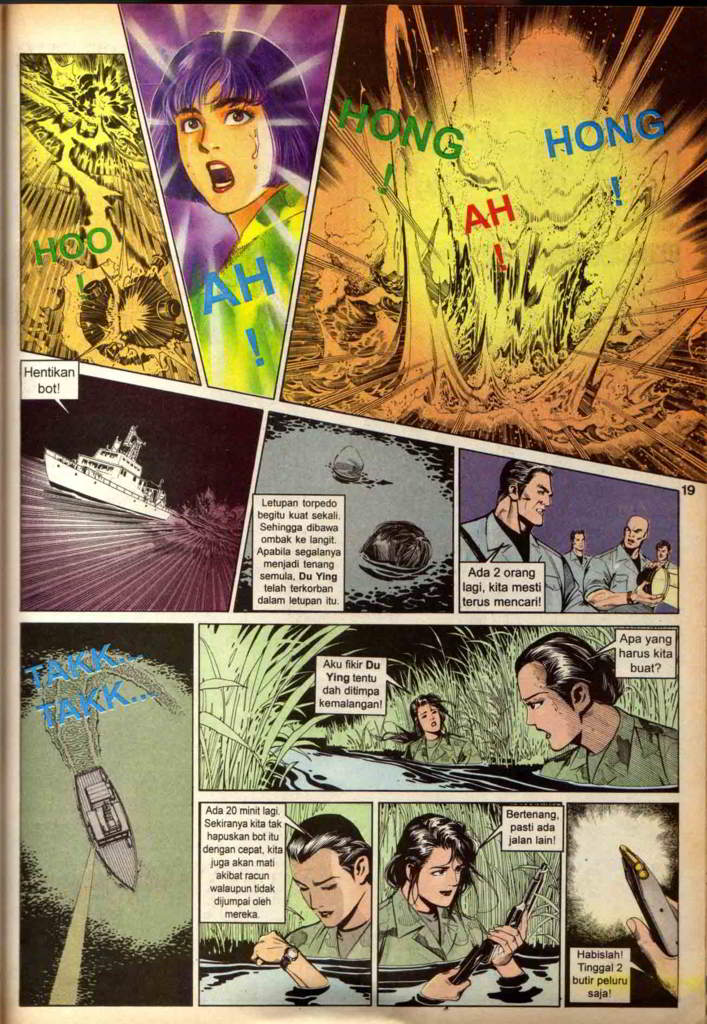 HOO
!
AH
!
HONG
!
AH
!
HONG
!
Hentikan
bot!
Letupan torpedo
begitu kuat sekali.
Sehingga dibawa
ombak ke langit.
Apabila segalanya
menjadi tenang
semula, Du Ying
telah terkorban
dalam letupan itu.
Ada 2 orang
lagi, kita mesti
terus mencari!
19
TAKK...
TAKK...
Aku fikir Du
Ying tentu
dah ditimpa
kemalangan!
Apa yang
harus kita
buat?
Ada 20 minit lagi.
Sekiranya kita tak
hapuskan bot itu
dengan cepat, kita
juga akan mati
akibat racun
walaupun tidak
dijumpai oleh
mereka.
Bertenang,
pasti ada
jalan lain!
Habislah!
Tinggal 2
butir peluru
saja!